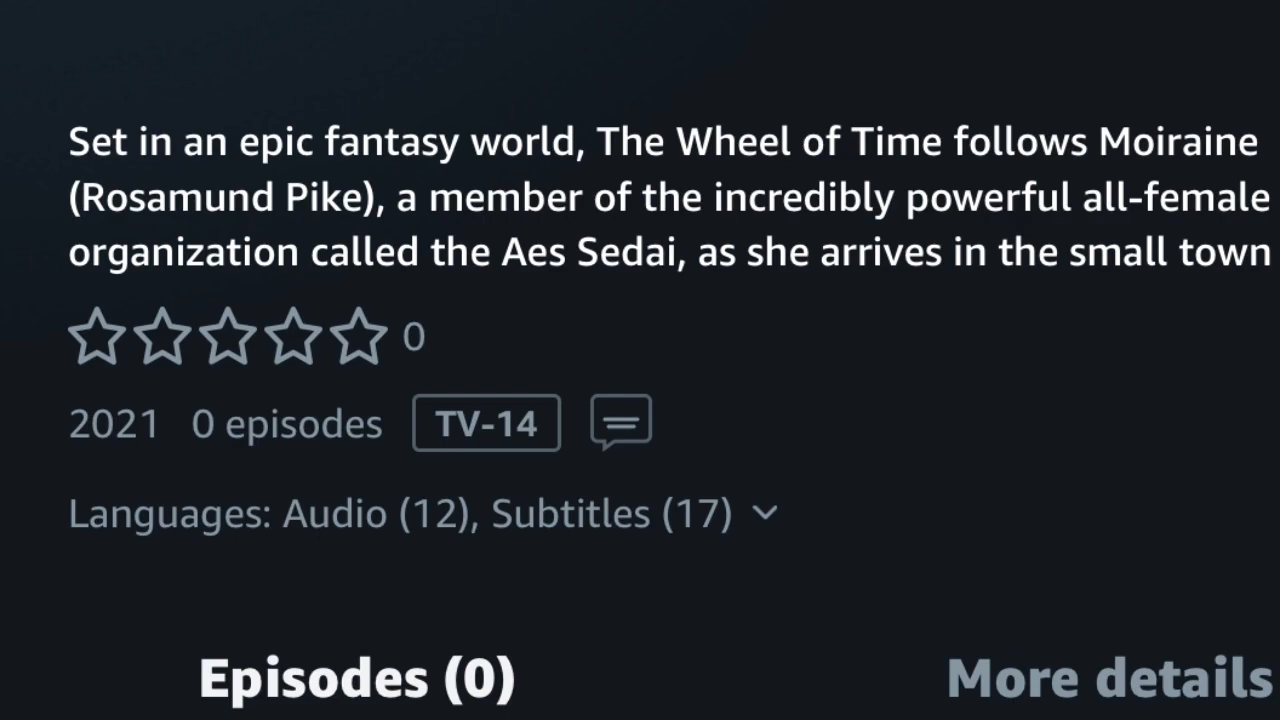 Set in an epic fantasy world, The Wheel of Time follows Moiraine
(Rosamund Pike), a member of the incredibly powerful all-female
organization called the Aes Sedai, as she arrives in the small town
0
2021 0 episodes TV-14
Languages: Audio (12), Subtitles (17)
Episodes (0) More details